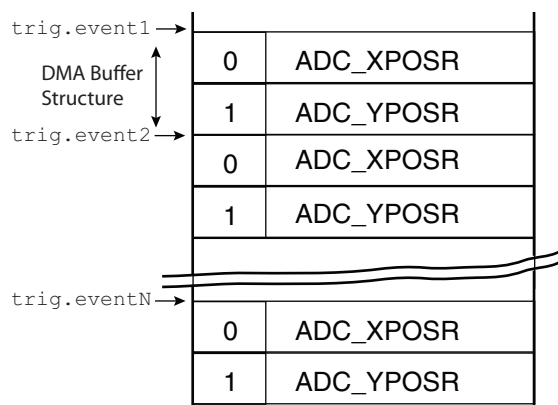 trig.event1
0 ADC_XPOSR
DMA Buffer
Structure
1 ADC_YPOSR
trig.event2
0 ADC_XPOSR
1 ADC_YPOSR
trig.eventN
0 ADC_XPOSR
1 ADC_YPOSR